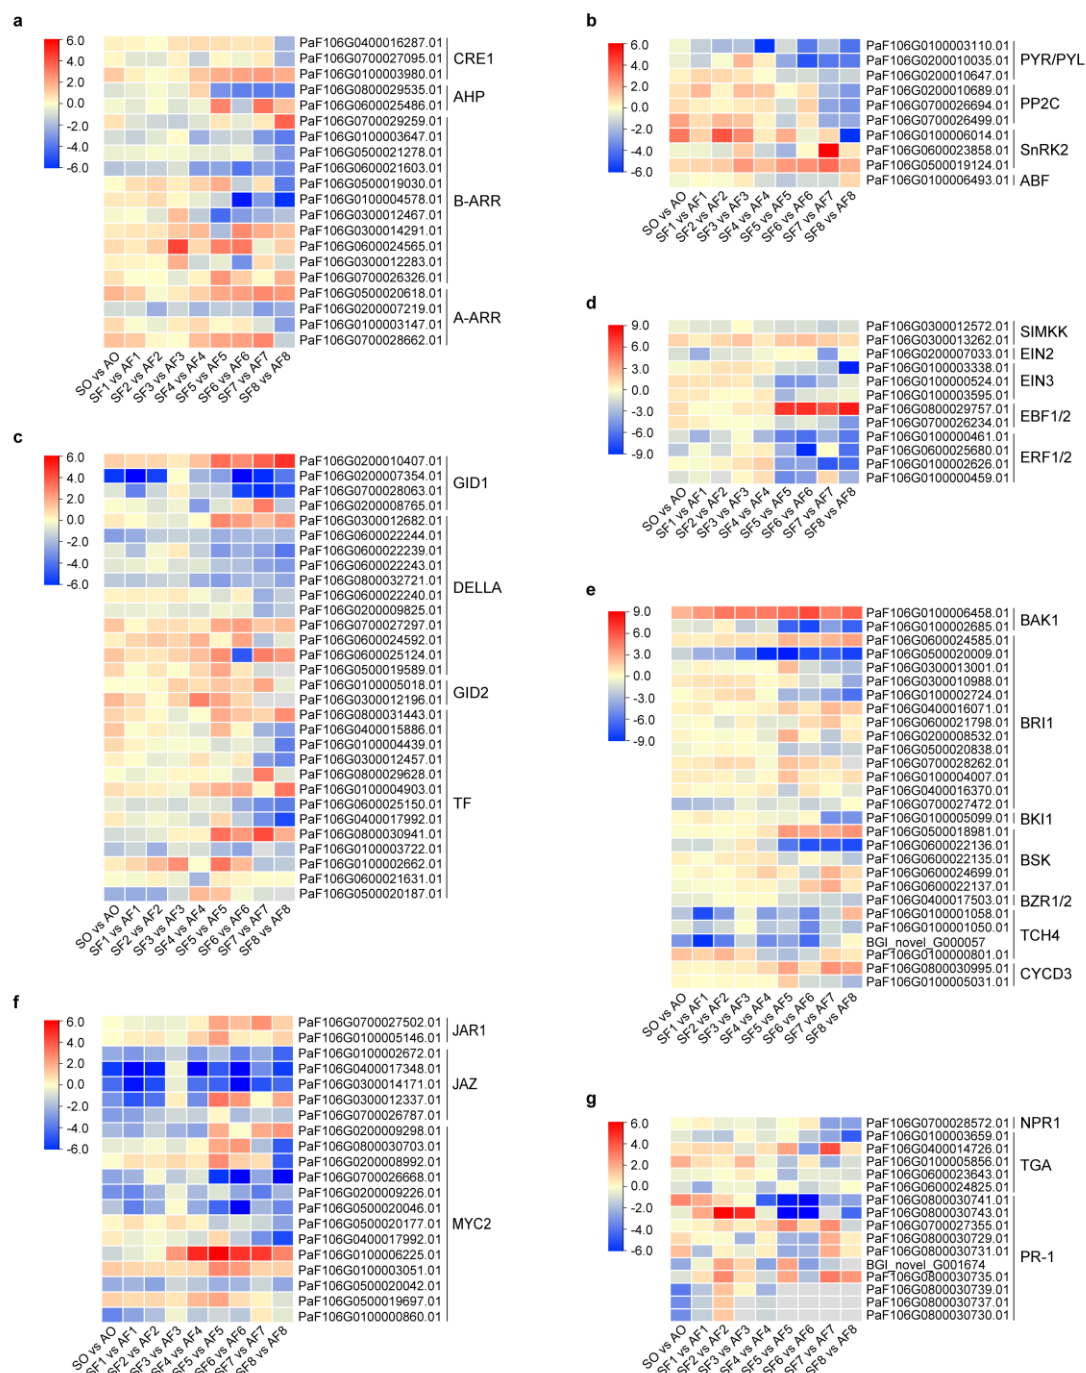 a
6.0
4.0
2.0
0.0
-2.0
-4.0
-6.0
PaF106G0400016287.01
PaF106G0700027095.01
PaF106G0100003980.01
PaF106G0800029535.01
PaF106G0600025486.01
PaF106G0700029259.01
PaF106G0100003647.01
PaF106G0500021278.01
PaF106G0600021603.01
PaF106G0500019030.01
PaF106G0100004578.01
PaF106G0300012467.01
PaF106G0300014291.01
PaF106G0600024565.01
PaF106G0300012283.01
PaF106G0700026326.01
PaF106G0500020618.01
PaF106G0200007219.01
PaF106G0100003147.01
PaF106G0700028662.01
CRE1
AHP
B-ARR
A-ARR
SO vs AO
SF1 vs AF1
SF2 vs AF2
SF3 vs AF3
SF4 vs AF4
SF5 vs AF5
SF6 vs AF6
SF7 vs AF7
SF8 vs AF8
b
6.0
4.0
2.0
0.0
-2.0
-4.0
-6.0
PaF106G0100003110.01
PaF106G0200010035.01
PaF106G0200010647.01
PaF106G0200010689.01
PaF106G0700026694.01
PaF106G0700026499.01
PaF106G0100006014.01
PaF106G0600023858.01
PaF106G0500019124.01
PaF106G0100006493.01
PYR/PYL
PP2C
SnRK2
ABF
SO vs AO
SF1 vs AF1
SF2 vs AF2
SF3 vs AF3
SF4 vs AF4
SF5 vs AF5
SF6 vs AF6
SF7 vs AF7
SF8 vs AF8
c
6.0
4.0
2.0
0.0
-2.0
-4.0
-6.0
PaF106G0200010407.01
PaF106G0200007354.01
PaF106G0700028063.01
PaF106G0200008765.01
PaF106G0300012682.01
PaF106G0600022244.01
PaF106G0600022239.01
PaF106G0600022243.01
PaF106G0800032721.01
PaF106G0600022240.01
PaF106G0200009825.01
PaF106G0700027297.01
PaF106G0600024592.01
PaF106G0600025124.01
PaF106G0500019589.01
PaF106G0100005018.01
PaF106G0300012196.01
PaF106G0800031443.01
PaF106G0400015886.01
PaF106G0100004439.01
PaF106G0300012457.01
PaF106G0800029628.01
PaF106G0100004903.01
PaF106G0600025150.01
PaF106G0400017992.01
PaF106G0800030941.01
PaF106G0100003722.01
PaF106G0100002662.01
PaF106G0600021631.01
PaF106G0500020187.01
GID1
DELLA
GID2
TF
SO vs AO
SF1 vs AF1
SF2 vs AF2
SF3 vs AF3
SF4 vs AF4
SF5 vs AF5
SF6 vs AF6
SF7 vs AF7
SF8 vs AF8
d
9.0
6.0
3.0
0.0
-3.0
-6.0
-9.0
PaF106G0300012572.01
PaF106G0300013262.01
PaF106G0200007033.01
PaF106G0100003338.01
PaF106G0100000524.01
PaF106G0100003595.01
PaF106G0800029757.01
PaF106G0700026234.01
PaF106G0100000461.01
PaF106G0600025680.01
PaF106G0100002626.01
PaF106G0100000459.01
SIMKK
EIN2
EIN3
EBF1/2
ERF1/2
SO vs AO
SF1 vs AF1
SF2 vs AF2
SF3 vs AF3
SF4 vs AF4
SF5 vs AF5
SF6 vs AF6
SF7 vs AF7
SF8 vs AF8
e
9.0
6.0
3.0
0.0
-3.0
-6.0
-9.0
PaF106G0100006458.01
PaF106G0100002685.01
PaF106G0600024585.01
PaF106G0500020009.01
PaF106G0300013001.01
PaF106G0300010988.01
PaF106G0100002724.01
PaF106G0400016071.01
PaF106G0600021798.01
PaF106G0200008532.01
PaF106G0500020838.01
PaF106G0700028262.01
PaF106G0100004007.01
PaF106G0400016370.01
PaF106G0700027472.01
PaF106G0100005099.01
PaF106G0500018981.01
PaF106G0600022136.01
PaF106G0600022135.01
PaF106G0600024699.01
PaF106G0600022137.01
PaF106G0400017503.01
PaF106G0100001058.01
PaF106G0100001050.01
BGI_novel_G000057
PaF106G0100000801.01
PaF106G0800030995.01
PaF106G0100005031.01
BAK1
BRI1
BKI1
BSK
BZR1/2
TCH4
CYCD3
SO vs AO
SF1 vs AF1
SF2 vs AF2
SF3 vs AF3
SF4 vs AF4
SF5 vs AF5
SF6 vs AF6
SF7 vs AF7
SF8 vs AF8
f
6.0
4.0
2.0
0.0
-2.0
-4.0
-6.0
PaF106G0700027502.01
PaF106G0100005146.01
PaF106G0100002672.01
PaF106G0400017348.01
PaF106G0300014171.01
PaF106G0300012337.01
PaF106G0700026787.01
PaF106G0200009298.01
PaF106G0800030703.01
PaF106G0200008992.01
PaF106G0700026668.01
PaF106G0200009226.01
PaF106G0500020046.01
PaF106G0500020177.01
PaF106G0400017992.01
PaF106G0100006225.01
PaF106G0100003051.01
PaF106G0500020042.01
PaF106G0500019697.01
PaF106G0100000860.01
JAR1
JAZ
MYC2
SO vs AO
SF1 vs AF1
SF2 vs AF2
SF3 vs AF3
SF4 vs AF4
SF5 vs AF5
SF6 vs AF6
SF7 vs AF7
SF8 vs AF8
g
6.0
4.0
2.0
0.0
-2.0
-4.0
-6.0
PaF106G0700028572.01
PaF106G0100003659.01
PaF106G0400014726.01
PaF106G0100005856.01
PaF106G0600023643.01
PaF106G0600024825.01
PaF106G0800030741.01
PaF106G0800030743.01
PaF106G0700027355.01
PaF106G0800030729.01
PaF106G0800030731.01
BGI_novel_G001674
PaF106G0800030735.01
PaF106G0800030739.01
PaF106G0800030737.01
PaF106G0800030730.01
NPR1
TGA
PR-1
SO vs AO
SF1 vs AF1
SF2 vs AF2
SF3 vs AF3
SF4 vs AF4
SF5 vs AF5
SF6 vs AF6
SF7 vs AF7
SF8 vs AF8